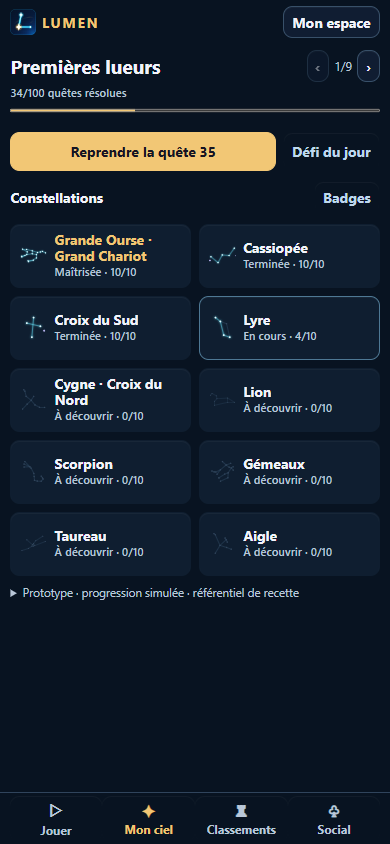 LUMEN
Mon espace
Premières lueurs
‹ 1/9 ›
34/100 quêtes résolues
Reprendre la quête 35
Défi du jour
Constellations
Badges
Grande Ourse ·
Grand Chariot
Maîtrisée · 10/10
Cassiopée
Terminée · 10/10
Croix du Sud
Terminée · 10/10
Lyre
En cours · 4/10
Cygne · Croix du
Nord
À découvrir · 0/10
Lion
À découvrir · 0/10
Scorpion
À découvrir · 0/10
Gémeaux
À découvrir · 0/10
Taureau
À découvrir · 0/10
Aigle
À découvrir · 0/10
Prototype · progression simulée · référentiel de recette
Jouer
Mon ciel
Classements
Social